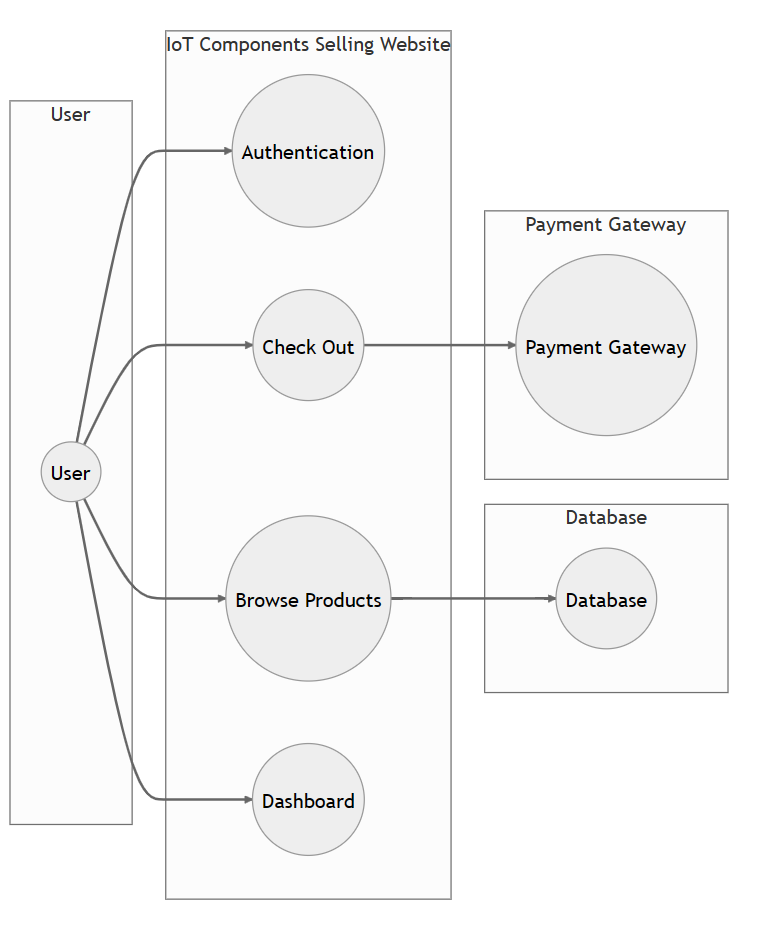 IoT Components Selling Website
User
Authentication
Payment Gateway
Check Out
Payment Gateway
User
Database
Browse Products
Database
Dashboard